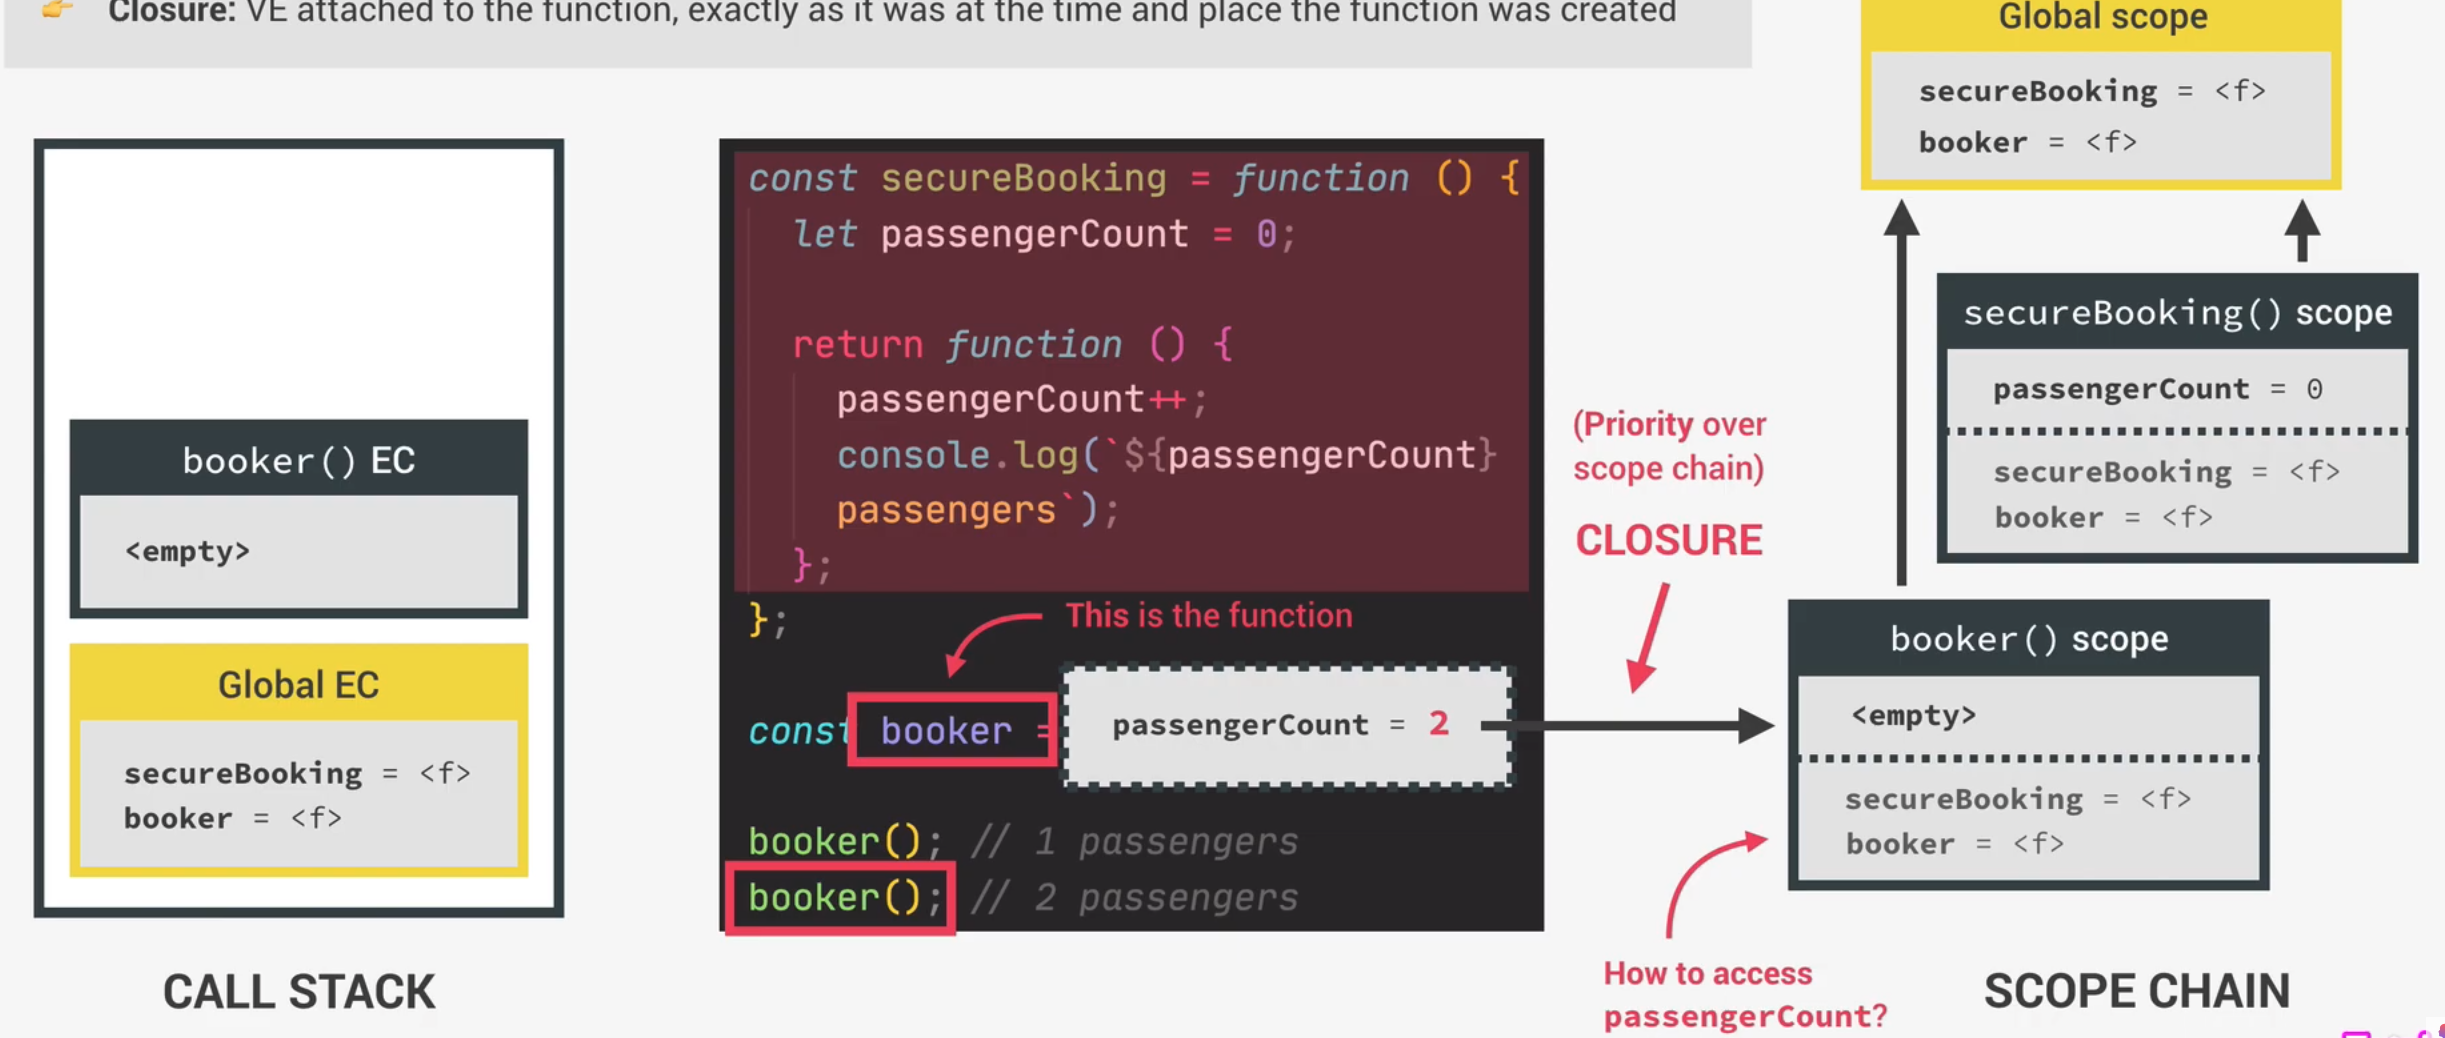 Closure: VE attached to the function, exactly as it was at the time and place the function was created
booker() EC
<empty>
Global EC
secureBooking = <f>
booker = <f>
CALL STACK
const secureBooking = function () {
let passengerCount = 0;
return function () {
passengerCount++;
console.log(`${passengerCount}
passengers`);
};
};
This is the function
const booker =
passengerCount = 2
booker(); // 1 passengers
booker(); // 2 passengers
(Priority over
scope chain)
CLOSURE
Global scope
secureBooking = <f>
booker = <f>
secureBooking() scope
passengerCount = 0
secureBooking = <f>
booker = <f>
booker() scope
<empty>
secureBooking = <f>
booker = <f>
How to access
passengerCount?
SCOPE CHAIN